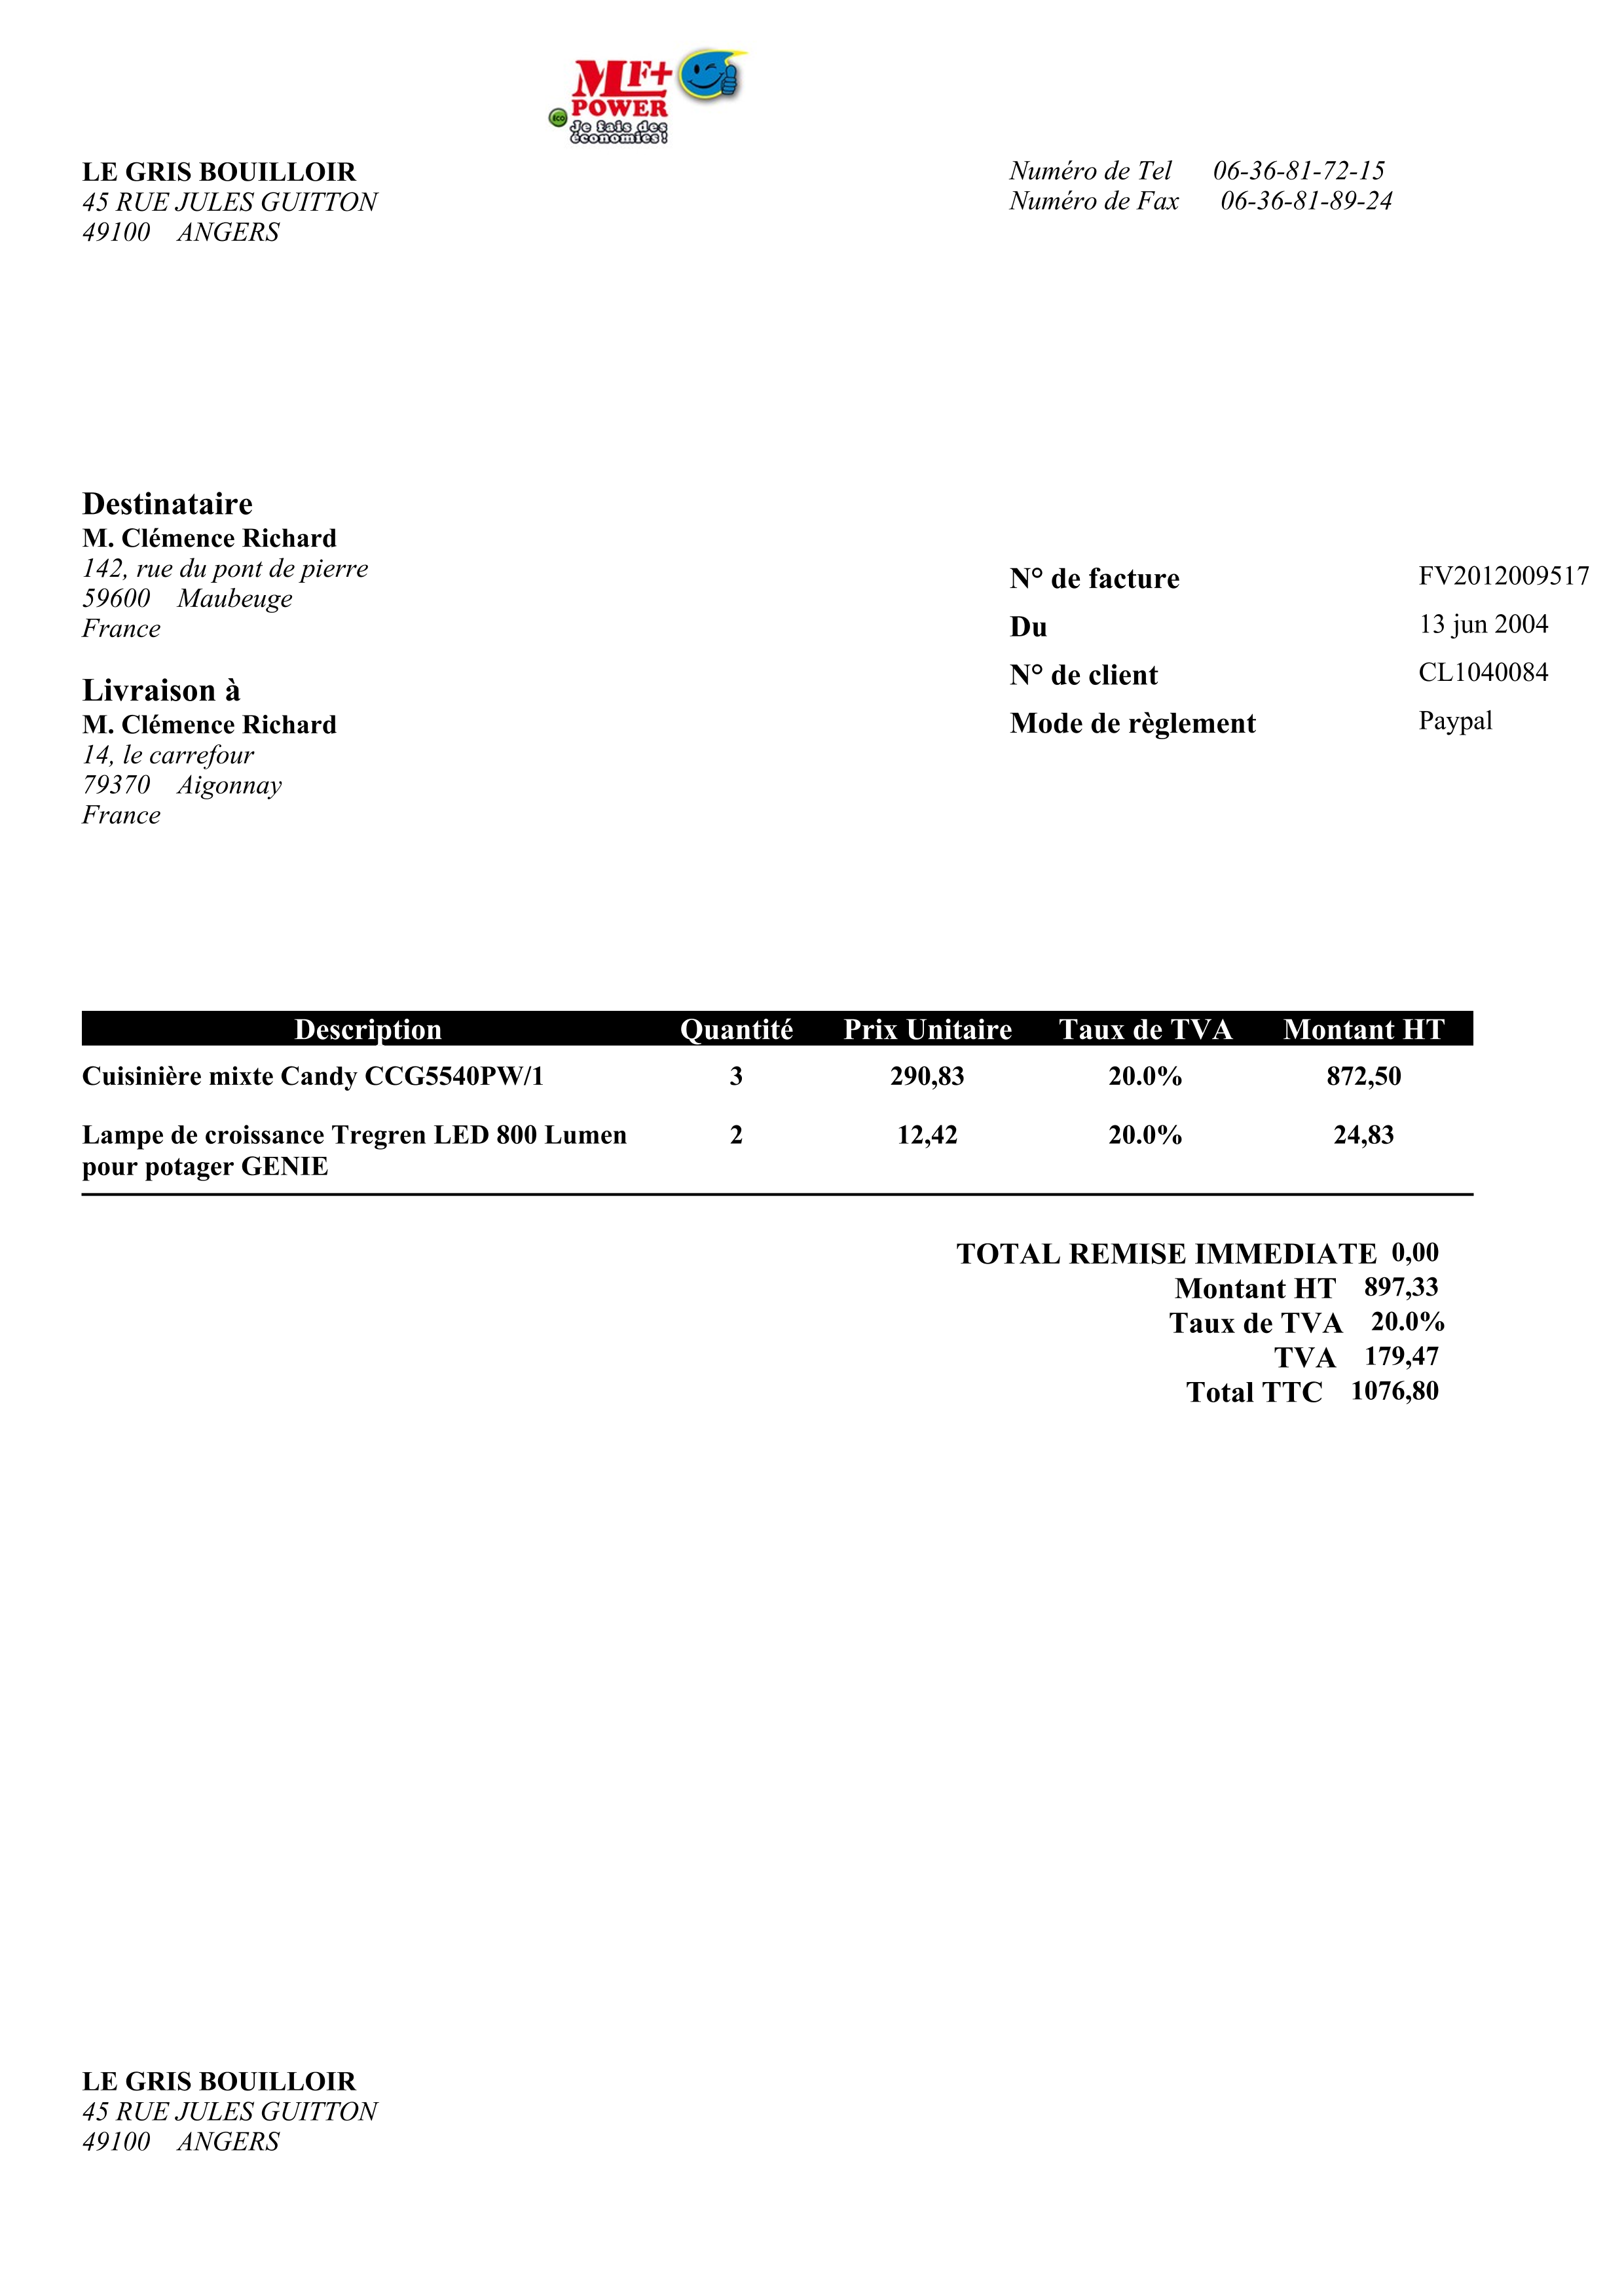 MF+
POWER
éco
Je fais des
économies!
LE GRIS BOUILLOIR
45 RUE JULES GUITTON
49100 ANGERS
Numéro de Tel 06-36-81-72-15
Numéro de Fax 06-36-81-89-24
Destinataire
M. Clémence Richard
142, rue du pont de pierre
59600 Maubeuge
France
Livraison à
M. Clémence Richard
14, le carrefour
79370 Aigonnay
France
N° de facture FV2012009517
Du 13 jun 2004
N° de client CL1040084
Mode de règlement Paypal
Description Quantité Prix Unitaire Taux de TVA Montant HT
Cuisinière mixte Candy CCG5540PW/1 3 290,83 20.0% 872,50
Lampe de croissance Tregren LED 800 Lumen 2 12,42 20.0% 24,83
pour potager GENIE
TOTAL REMISE IMMEDIATE 0,00
Montant HT 897,33
Taux de TVA 20.0%
TVA 179,47
Total TTC 1076,80
LE GRIS BOUILLOIR
45 RUE JULES GUITTON
49100 ANGERS